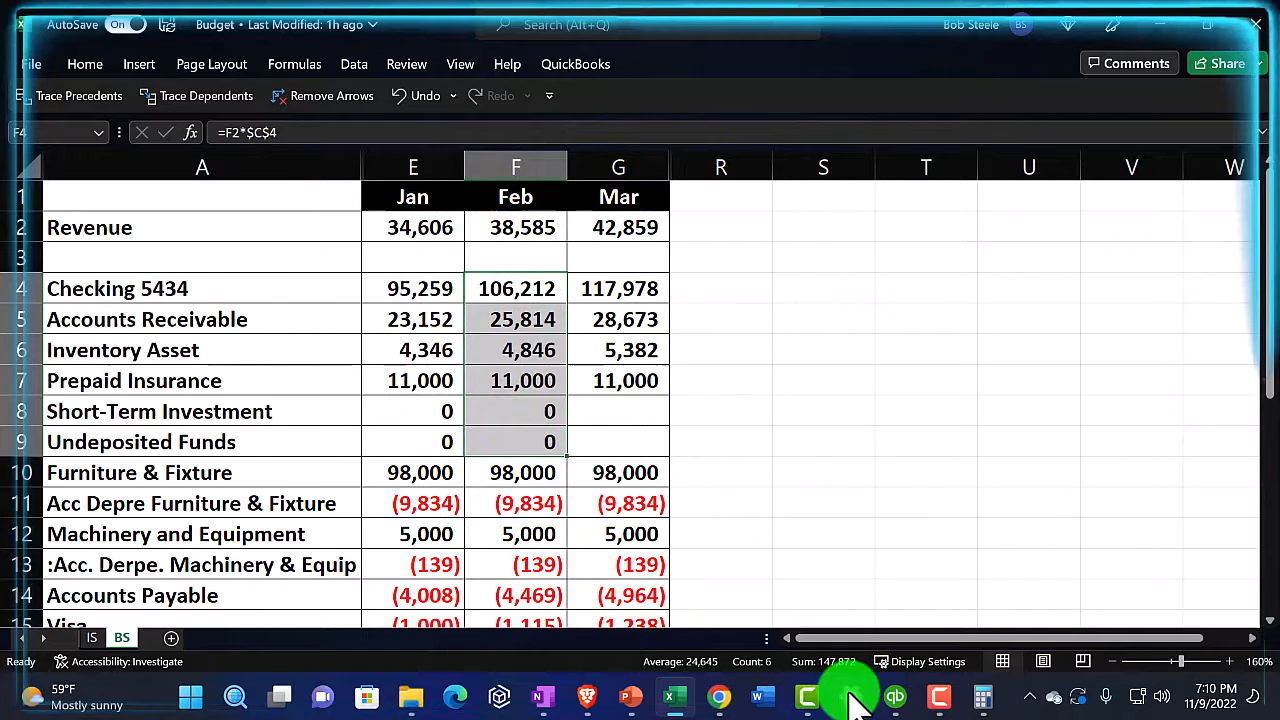 AutoSave On Budget • Last Modified: 1h ago Search (Alt+Q) Bob Steele BS
File Home Insert Page Layout Formulas Data Review View Help QuickBooks Comments Share
Trace Precedents Trace Dependents Remove Arrows Undo Redo
F4 fx =F2*$C$4
A E F G R S T U V W
1 Jan Feb Mar
2 Revenue 34,606 38,585 42,859
3
4 Checking 5434 95,259 106,212 117,978
5 Accounts Receivable 23,152 25,814 28,673
6 Inventory Asset 4,346 4,846 5,382
7 Prepaid Insurance 11,000 11,000 11,000
8 Short-Term Investment 0 0
9 Undeposited Funds 0 0
10 Furniture & Fixture 98,000 98,000 98,000
11 Acc Depre Furniture & Fixture (9,834) (9,834) (9,834)
12 Machinery and Equipment 5,000 5,000 5,000
13 :Acc. Derpe. Machinery & Equip (139) (139) (139)
14 Accounts Payable (4,008) (4,469) (4,964)
15 Visa (1,000) (1,115) (1,238)
IS BS
Ready Accessibility: Investigate Average: 24,645 Count: 6 Sum: 147,872 Display Settings 160%
59°F
Mostly sunny
7:10 PM
11/9/2022